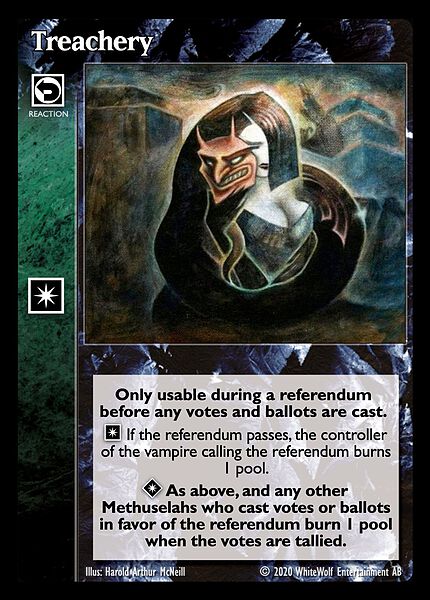 Treachery
REACTION
Only usable during a referendum
before any votes and ballots are cast.
If the referendum passes, the controller
of the vampire calling the referendum burns
1 pool.
As above, and any other
Methuselahs who cast votes or ballots
in favor of the referendum burn 1 pool
when the votes are tallied.
Illus: Harold Arthur McNeill
© 2020 WhiteWolf Entertainment AB